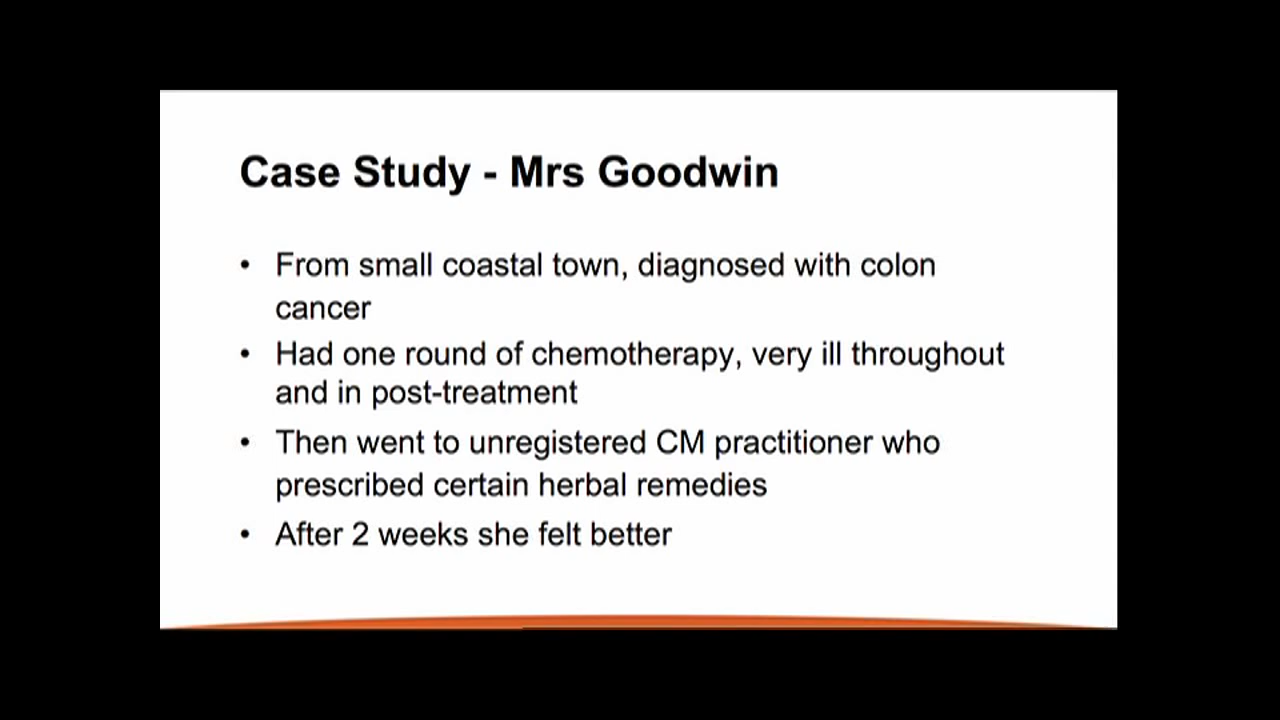 Case Study - Mrs Goodwin
• From small coastal town, diagnosed with colon
cancer
• Had one round of chemotherapy, very ill throughout
and in post-treatment
• Then went to unregistered CM practitioner who
prescribed certain herbal remedies
• After 2 weeks she felt better